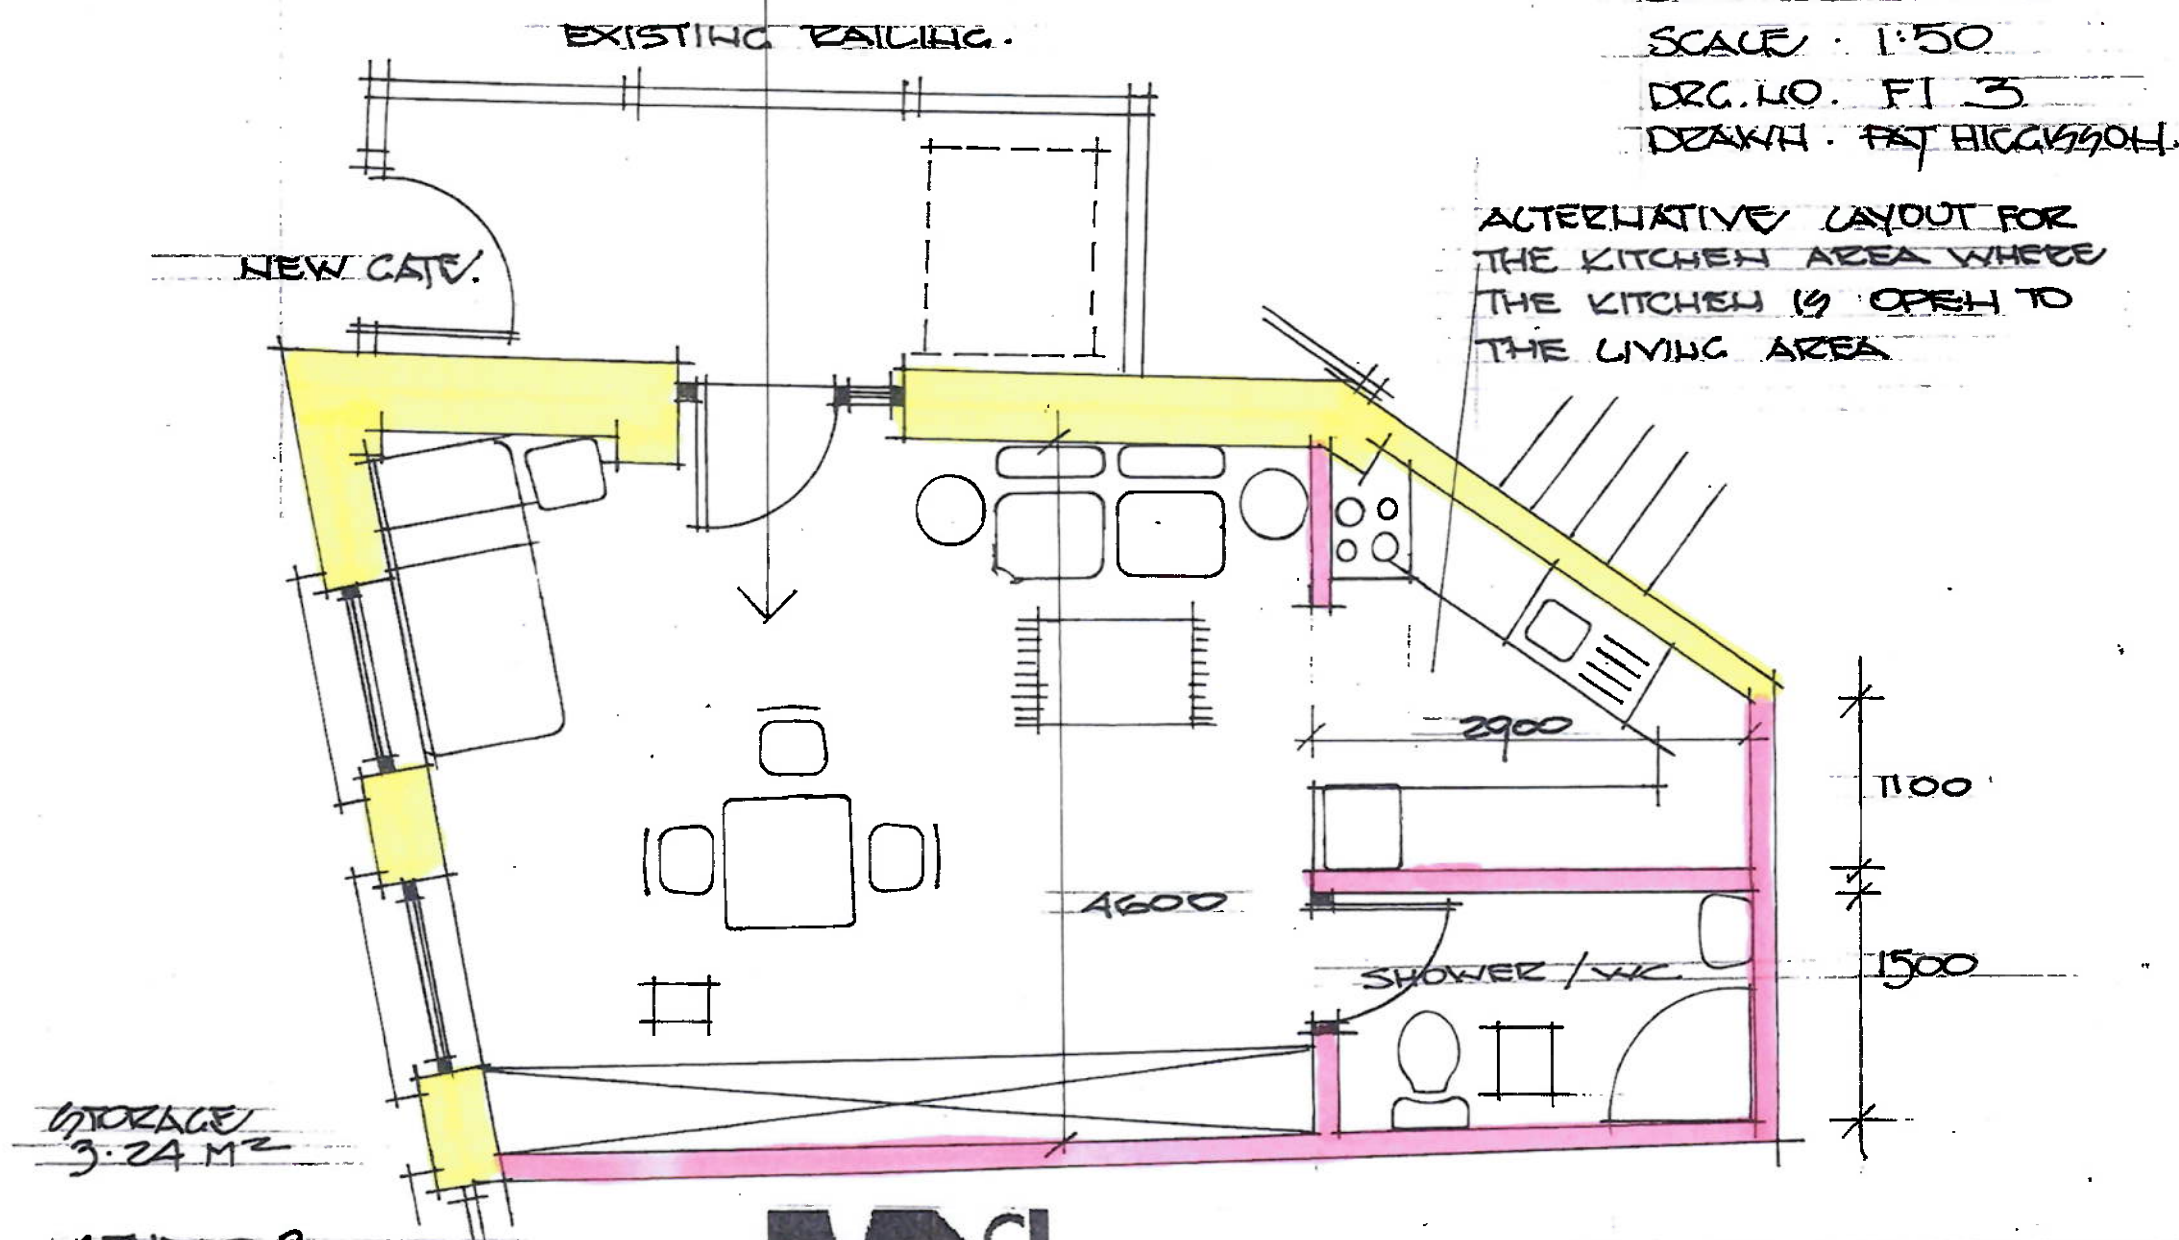 EXISTING RAILING.
SCALE · 1:50
DRG. NO. FI 3
DRAWN · PAT HIGGISSON.
ALTERNATIVE LAYOUT FOR
THE KITCHEN AREA WHERE
THE KITCHEN IS OPEN TO
THE LIVING AREA
NEW GATE.
2900
1100
4600
SHOWER / WC.
1500
STORAGE
3.24 M²